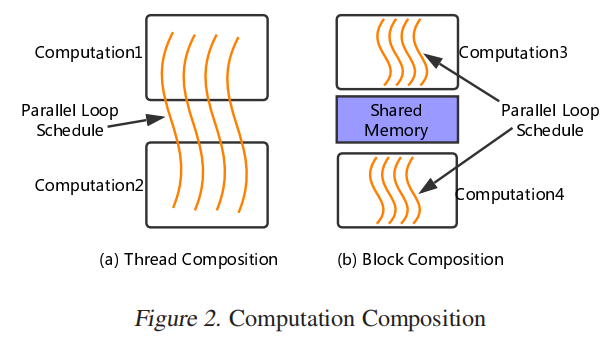 Computation1
Parallel Loop
Schedule
Computation2
(a) Thread Composition
Computation3
Shared
Memory
Parallel Loop
Schedule
Computation4
(b) Block Composition
Figure 2. Computation Composition